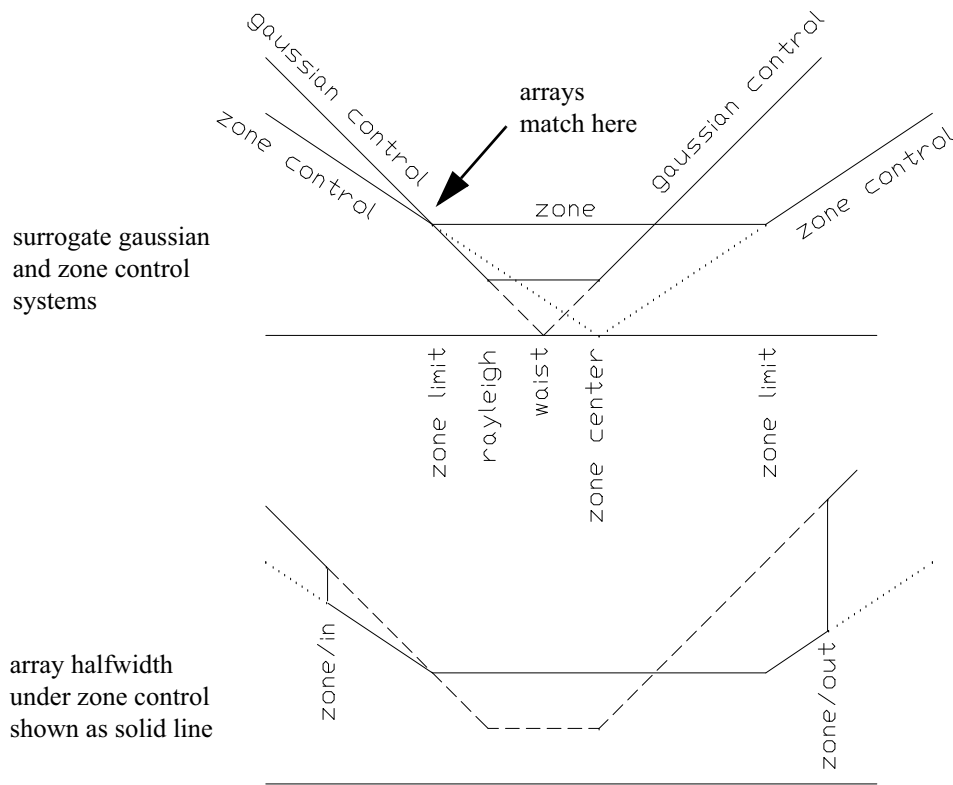 gaussian control
zone control
arrays
match here
gaussian control
zone control
zone
surrogate gaussian
and zone control
systems
zone limit
rayleigh
waist
zone center
zone limit
array halfwidth
under zone control
shown as solid line
zone/in
zone/out